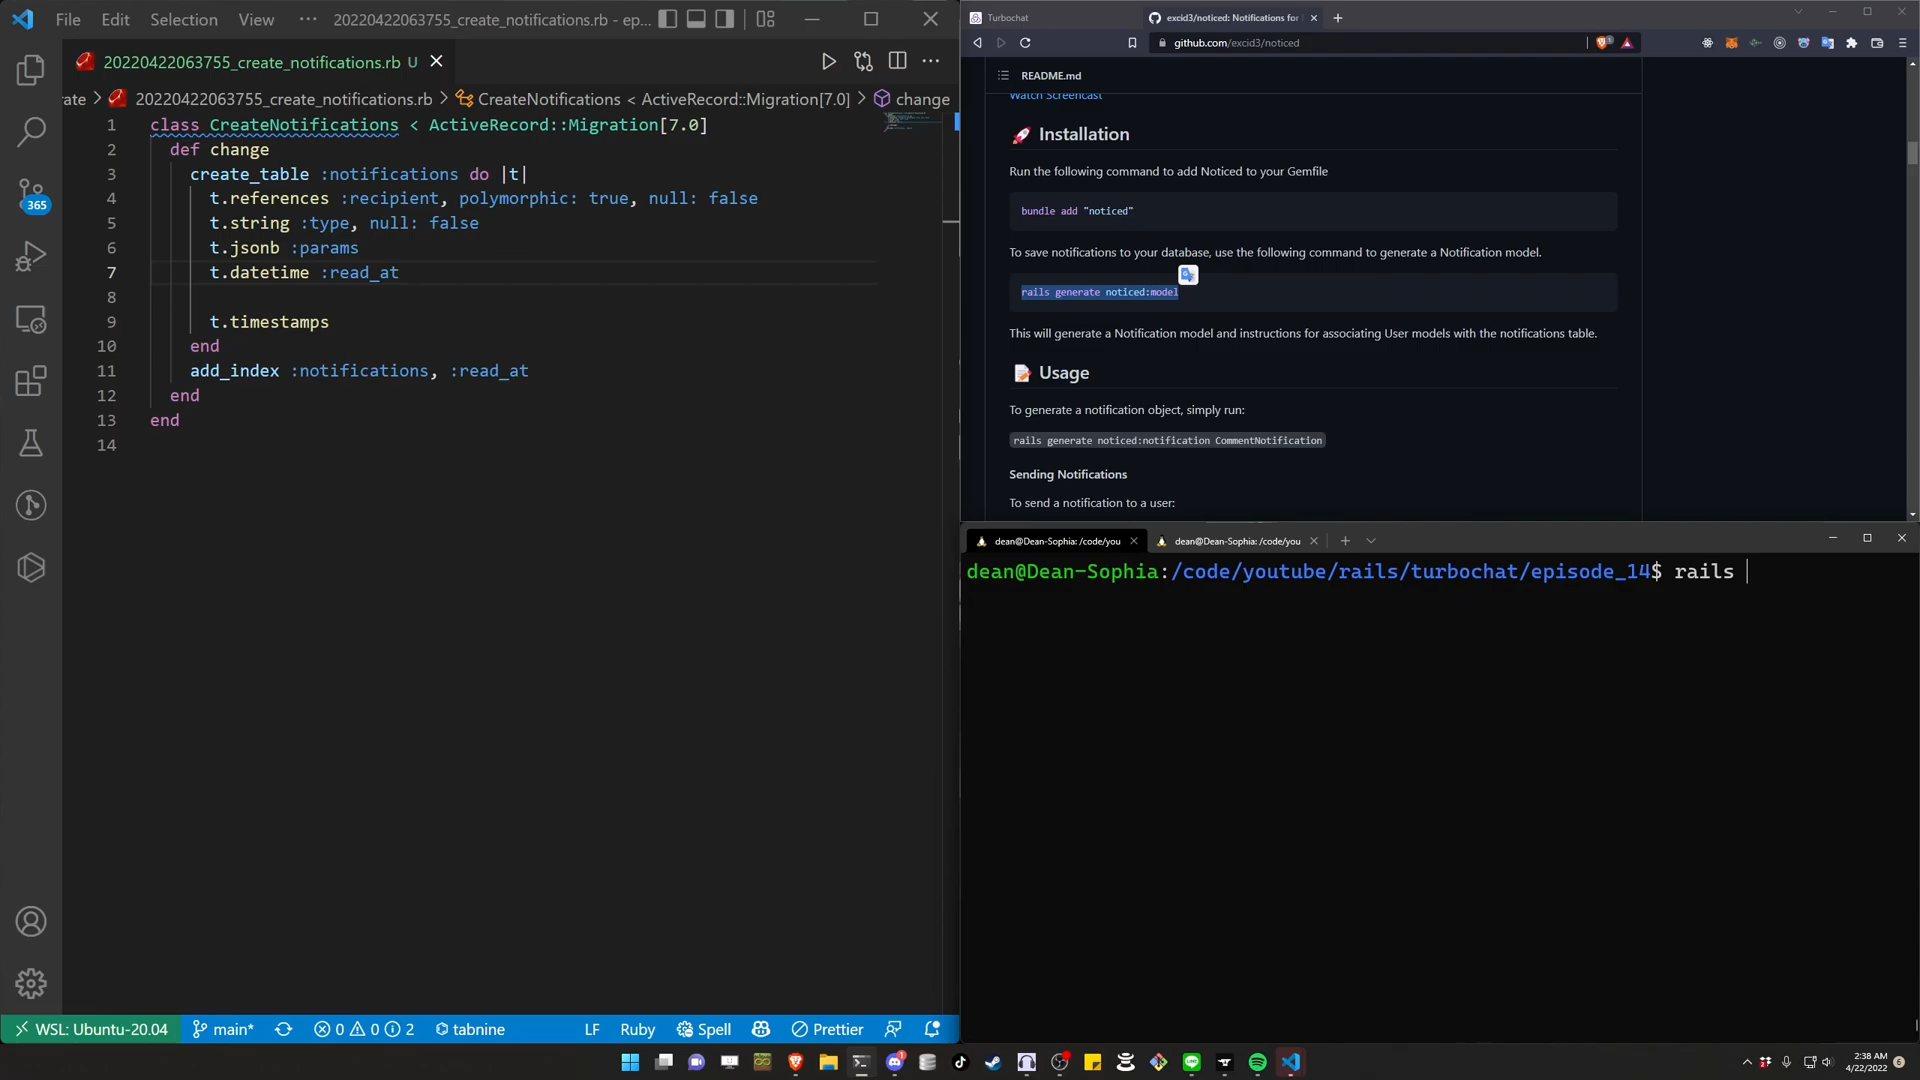 File Edit Selection View ··· 20220422063755_create_notifications.rb - ep...
20220422063755_create_notifications.rb U
rate > 20220422063755_create_notifications.rb > CreateNotifications < ActiveRecord::Migration[7.0] > change
1 class CreateNotifications < ActiveRecord::Migration[7.0]
2 def change
3 create_table :notifications do |t|
4 t.references :recipient, polymorphic: true, null: false
5 t.string :type, null: false
6 t.jsonb :params
7 t.datetime :read_at
8
9 t.timestamps
10 end
11 add_index :notifications, :read_at
12 end
13 end
14
365
WSL: Ubuntu-20.04 main* 0 0 2 tabnine LF Ruby Spell Prettier
Turbochat
excid3/noticed: Notifications for
github.com/excid3/noticed
README.md
Watch Screencast
Installation
Run the following command to add Noticed to your Gemfile
bundle add "noticed"
To save notifications to your database, use the following command to generate a Notification model.
rails generate noticed:model
This will generate a Notification model and instructions for associating User models with the notifications table.
Usage
To generate a notification object, simply run:
rails generate noticed:notification CommentNotification
Sending Notifications
To send a notification to a user:
dean@Dean-Sophia: /code/you
dean@Dean-Sophia: /code/you
dean@Dean-Sophia:/code/youtube/rails/turbochat/episode_14$ rails
2:38 AM
4/22/2022